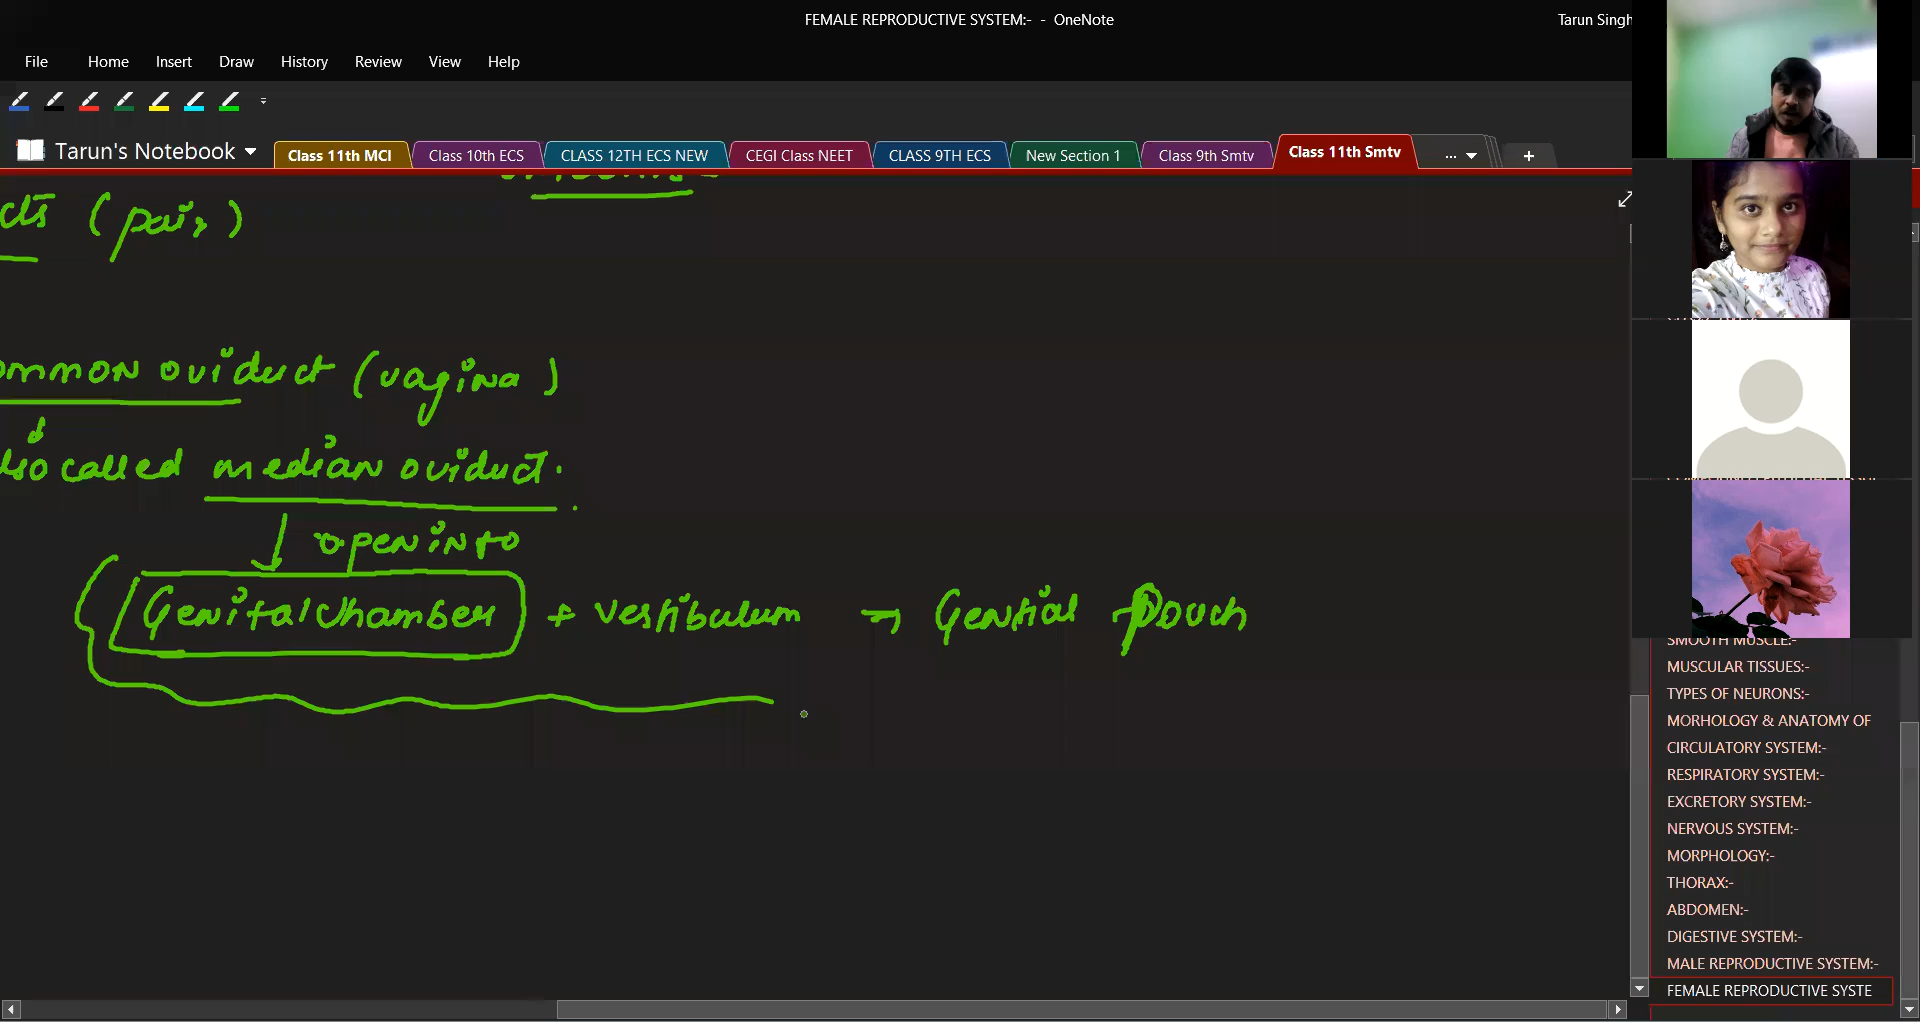 FEMALE REPRODUCTIVE SYSTEM:- - OneNote
Tarun Singh
File Home Insert Draw History Review View Help
Tarun's Notebook
Class 11th MCI
Class 10th ECS
CLASS 12TH ECS NEW
CEGI Class NEET
CLASS 9TH ECS
New Section 1
Class 9th Smtv
Class 11th Smtv
...
+
cts (pair)
ommon oviduct (vagina)
lso called median oviduct.
open into
Genital Chamber + vestibulum → Genital Pouch
SMOOTH MUSCLE:-
MUSCULAR TISSUES:-
TYPES OF NEURONS:-
MORHOLOGY & ANATOMY OF
CIRCULATORY SYSTEM:-
RESPIRATORY SYSTEM:-
EXCRETORY SYSTEM:-
NERVOUS SYSTEM:-
MORPHOLOGY:-
THORAX:-
ABDOMEN:-
DIGESTIVE SYSTEM:-
MALE REPRODUCTIVE SYSTEM:-
FEMALE REPRODUCTIVE SYSTE